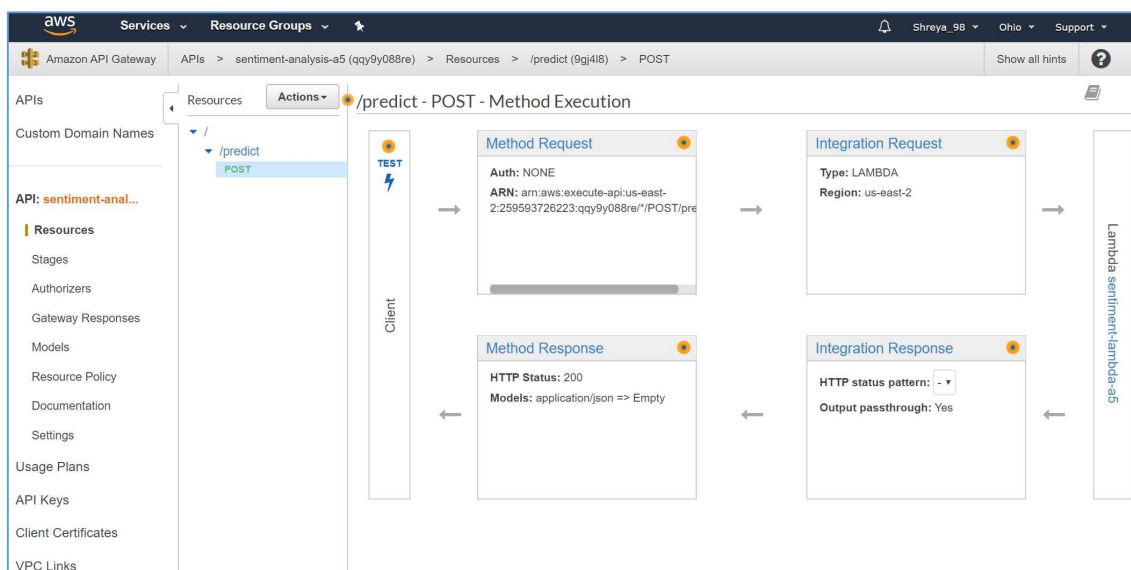 aws
Services
Resource Groups
Shreya_98
Ohio
Support
Amazon API Gateway
APIs > sentiment-analysis-a5 (qqy9y088re) > Resources > /predict (9gj4l8) > POST
Show all hints
?
APIs
Custom Domain Names
API: sentiment-anal...
Resources
Stages
Authorizers
Gateway Responses
Models
Resource Policy
Documentation
Settings
Usage Plans
API Keys
Client Certificates
VPC Links
Resources
Actions
/
/predict
POST
/predict - POST - Method Execution
TEST
Client
Method Request
Auth: NONE
ARN: arn:aws:execute-api:us-east-
2:259593726223:qqy9y088re/*/POST/pre
Integration Request
Type: LAMBDA
Region: us-east-2
Lambda sentiment-lambda-a5
Method Response
HTTP Status: 200
Models: application/json => Empty
Integration Response
HTTP status pattern: -
Output passthrough: Yes